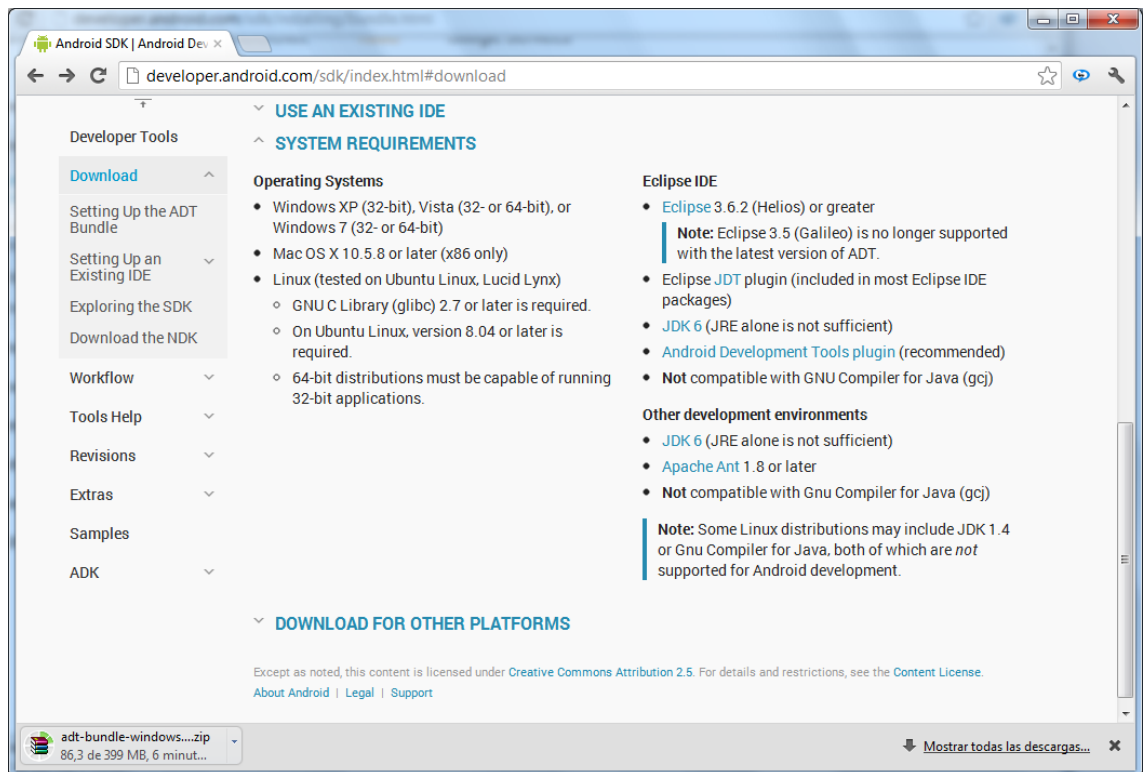 Android SDK | Android Dev
developer.android.com/sdk/index.html#download
Developer Tools
Download
Setting Up the ADT
Bundle
Setting Up an
Existing IDE
Exploring the SDK
Download the NDK
Workflow
Tools Help
Revisions
Extras
Samples
ADK
USE AN EXISTING IDE
SYSTEM REQUIREMENTS
Operating Systems
Windows XP (32-bit), Vista (32- or 64-bit), or
Windows 7 (32- or 64-bit)
Mac OS X 10.5.8 or later (x86 only)
Linux (tested on Ubuntu Linux, Lucid Lynx)
GNU C Library (glibc) 2.7 or later is required.
On Ubuntu Linux, version 8.04 or later is
required.
64-bit distributions must be capable of running
32-bit applications.
Eclipse IDE
Eclipse 3.6.2 (Helios) or greater
Note: Eclipse 3.5 (Galileo) is no longer supported
with the latest version of ADT.
Eclipse JDT plugin (included in most Eclipse IDE
packages)
JDK 6 (JRE alone is not sufficient)
Android Development Tools plugin (recommended)
Not compatible with GNU Compiler for Java (gcj)
Other development environments
JDK 6 (JRE alone is not sufficient)
Apache Ant 1.8 or later
Not compatible with Gnu Compiler for Java (gcj)
Note: Some Linux distributions may include JDK 1.4
or Gnu Compiler for Java, both of which are not
supported for Android development.
DOWNLOAD FOR OTHER PLATFORMS
Except as noted, this content is licensed under Creative Commons Attribution 2.5. For details and restrictions, see the Content License.
About Android | Legal | Support
adt-bundle-windows....zip
86,3 de 399 MB, 6 minut...
Mostrar todas las descargas...